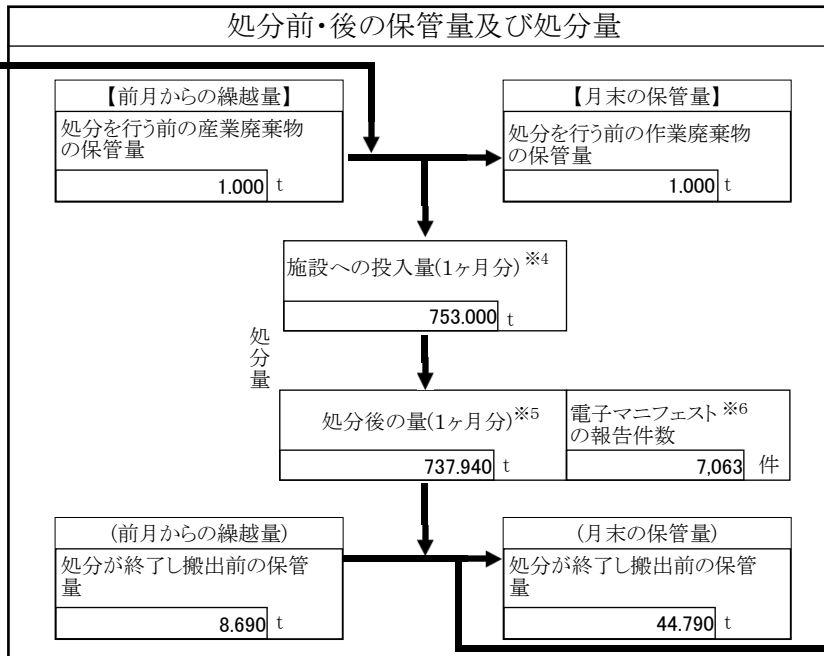 処分前・後の保管量及び処分量
【前月からの繰越量】
処分を行う前の産業廃棄物
の保管量
1.000 t
【月末の保管量】
処分を行う前の作業廃棄物
の保管量
1.000 t
施設への投入量(1ヶ月分)※4
753.000 t
処分量
処分後の量(1ヶ月分)※5
737.940 t
電子マニフェスト※6
の報告件数
7,063 件
(前月からの繰越量)
処分が終了し搬出前の保管
量
8.690 t
(月末の保管量)
処分が終了し搬出前の保管
量
44.790 t